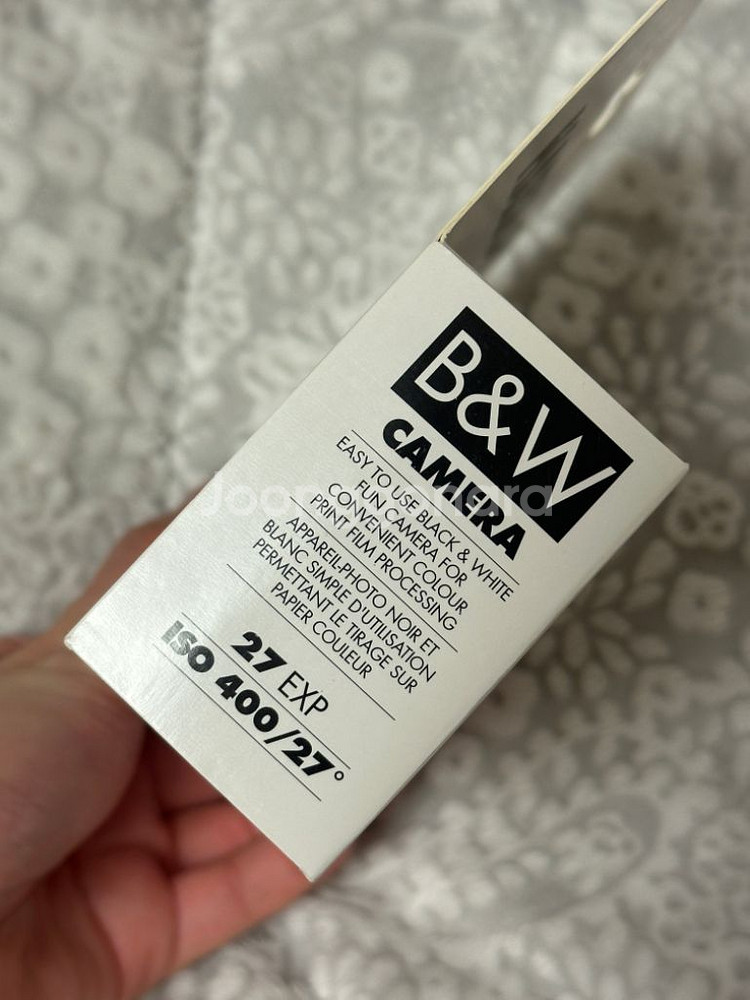 B&W
CAMERA
EASY TO USE BLACK & WHITE
FUN CAMERA FOR
CONVENIENT COLOUR
PRINT FILM PROCESSING
APPAREIL-PHOTO NOIR ET
BLANC SIMPLE D'UTILISATION
PERMETTANT LE TIRAGE SUR
PAPIER COULEUR
27 EXP
ISO 400/27°